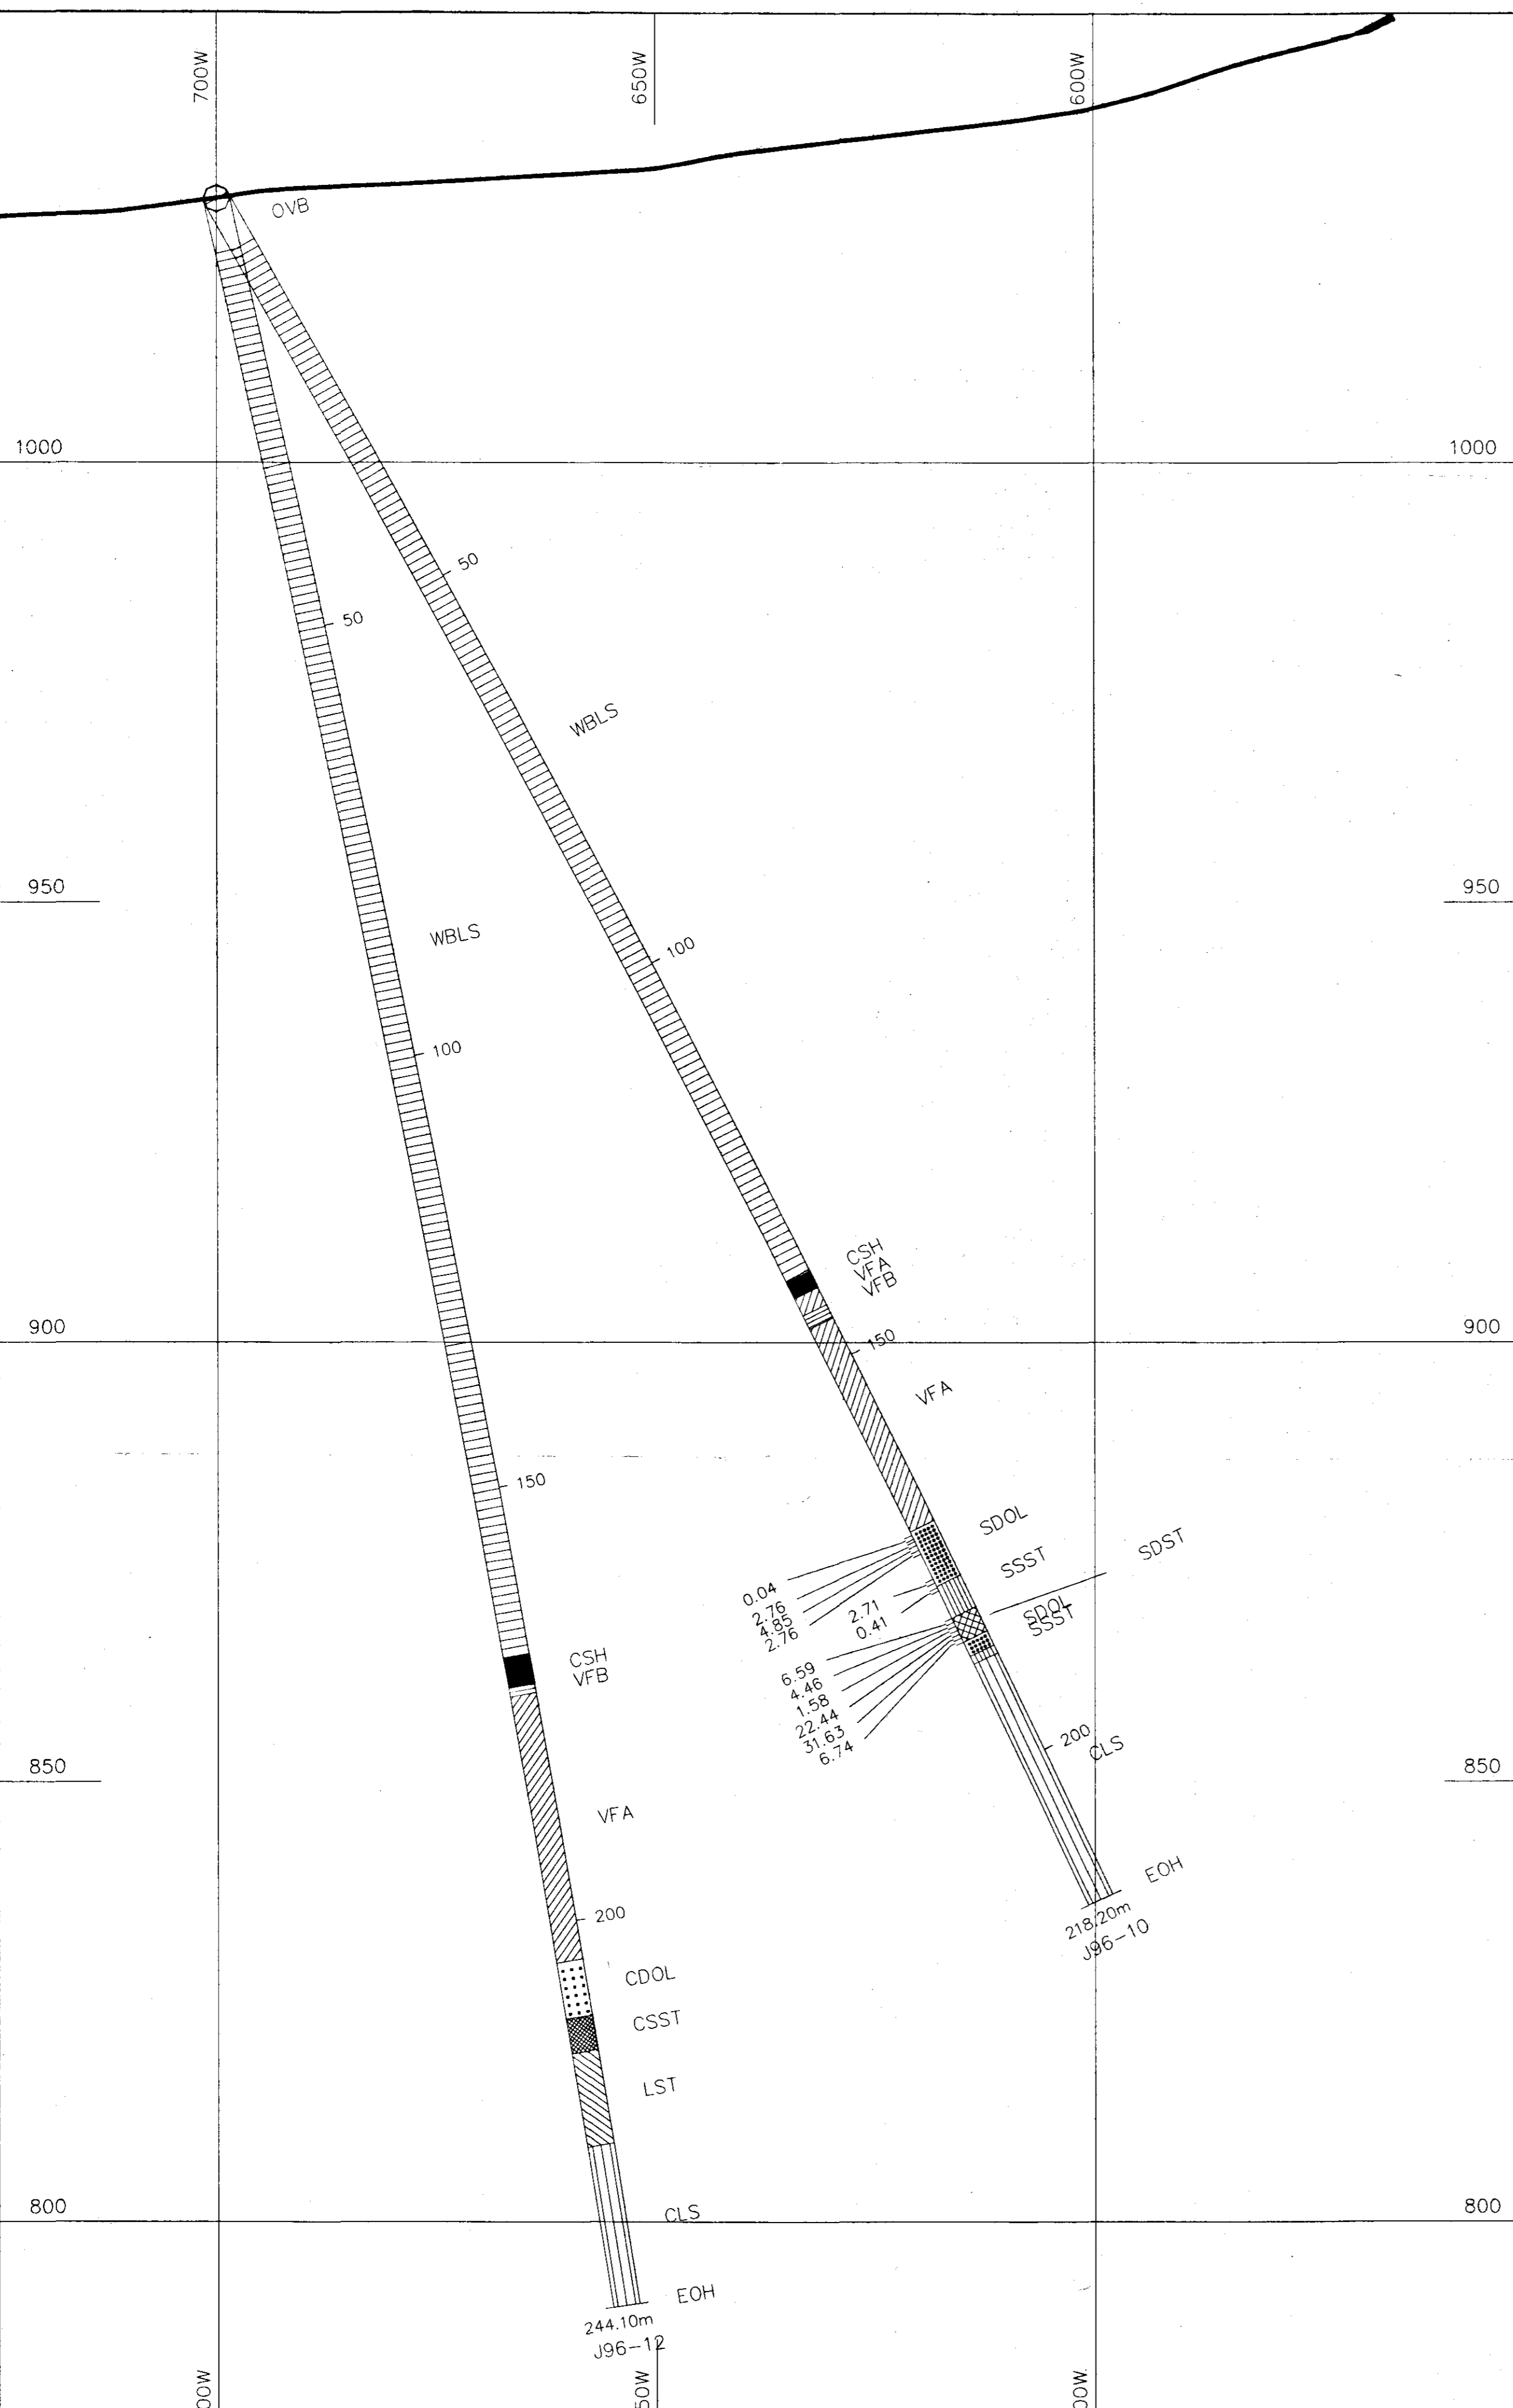 700W
650W
600W
OVB
1000
1000
50
50
WBLS
950
950
WBLS
100
100
CSH
VFA
VFB
900
900
150
VFA
150
SDOL
SSST
SDST
0.04
2.76
4.85
2.76
2.71
0.41
SDOL
SSST
6.59
4.46
1.58
22.44
31.63
6.74
CSH
VFB
200
CLS
850
850
VFA
EOH
218.20m
J96-10
200
CDOL
CSST
LST
800
800
CLS
EOH
244.10m
J96-12
00W
50W
00W